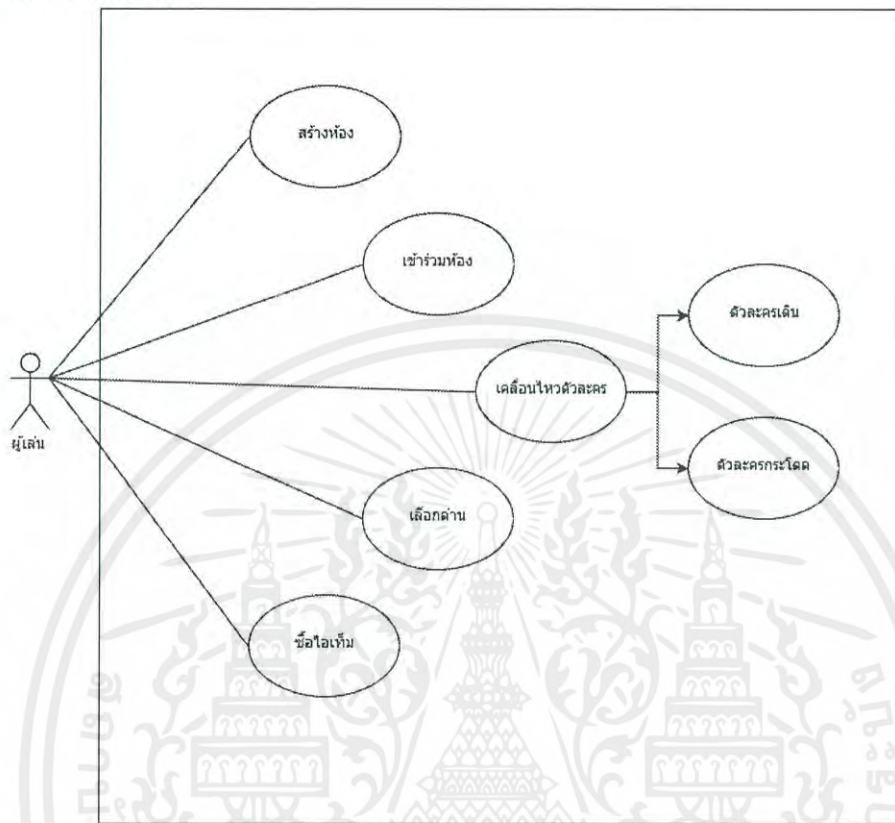 สร้างห้อง
เข้าร่วมห้อง
ตัวละครเดิน
เคลื่อนไหวตัวละคร
ผู้เล่น
ตัวละครกระโดด
เลือกด่าน
ซื้อไอเท็ม